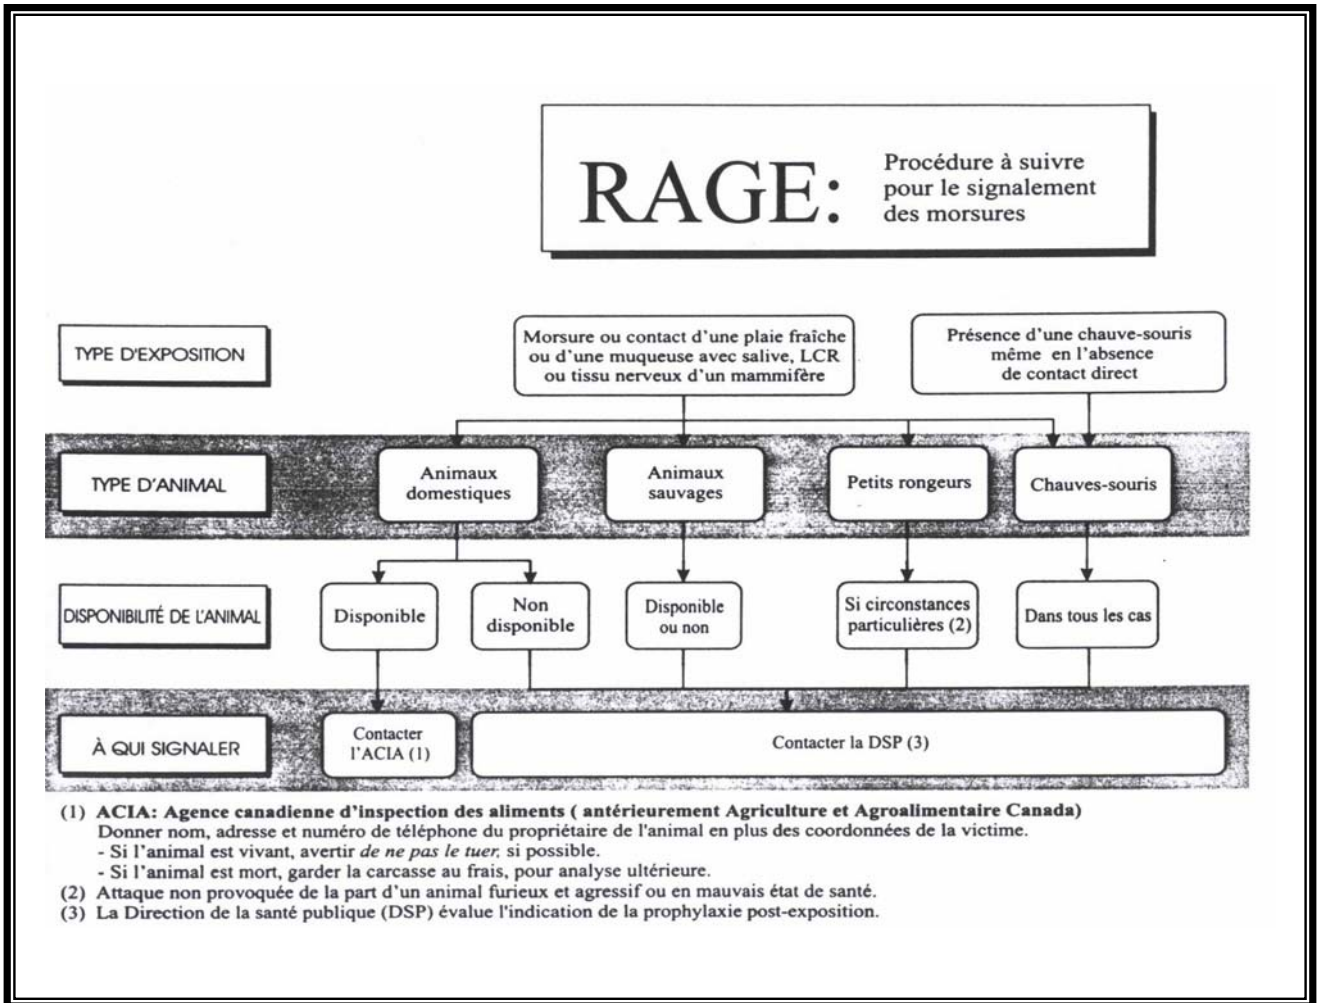 RAGE:
Procédure à suivre
pour le signalement
des morsures
TYPE D'EXPOSITION
Morsure ou contact d'une plaie fraîche
ou d'une muqueuse avec salive, LCR
ou tissu nerveux d'un mammifère
Présence d'une chauve-souris
même en l'absence
de contact direct
TYPE D'ANIMAL
Animaux
domestiques
Animaux
sauvages
Petits rongeurs
Chauves-souris
DISPONIBILITÉ DE L'ANIMAL
Disponible
Non
disponible
Disponible
ou non
Si circonstances
particulières (2)
Dans tous les cas
À QUI SIGNALER
Contacter
l'ACIA (1)
Contacter la DSP (3)
(1) ACIA: Agence canadienne d'inspection des aliments ( antérieurement Agriculture et Agroalimentaire Canada)
Donner nom, adresse et numéro de téléphone du propriétaire de l'animal en plus des coordonnées de la victime.
- Si l'animal est vivant, avertir de ne pas le tuer, si possible.
- Si l'animal est mort, garder la carcasse au frais, pour analyse ultérieure.
(2) Attaque non provoquée de la part d'un animal furieux et agressif ou en mauvais état de santé.
(3) La Direction de la santé publique (DSP) évalue l'indication de la prophylaxie post-exposition.